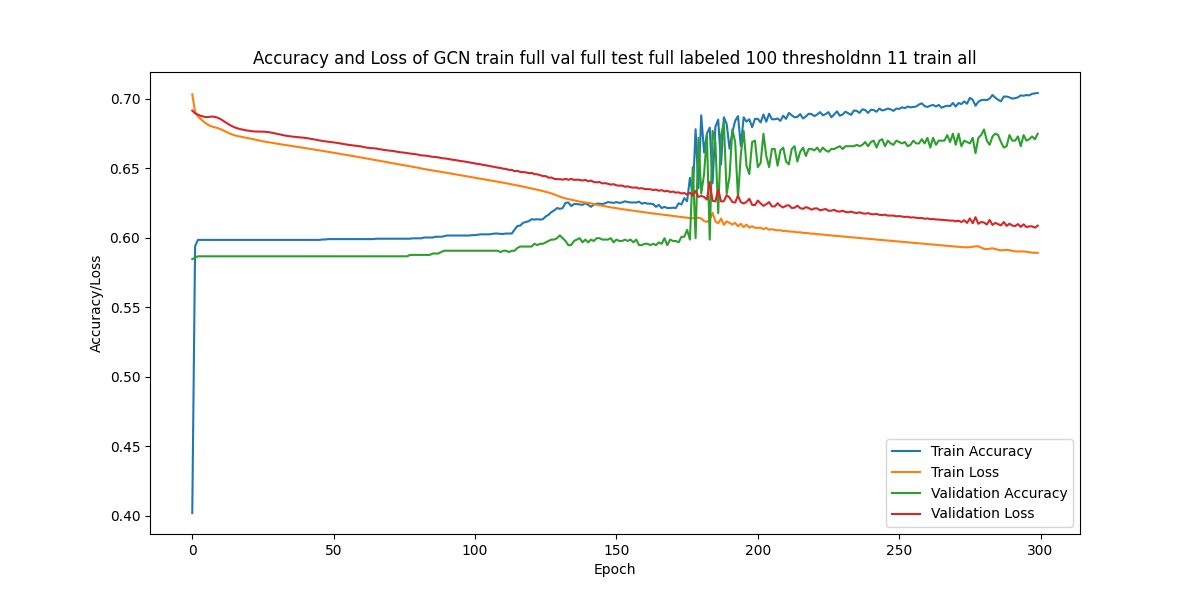 Accuracy and Loss of GCN train full val full test full labeled 100 thresholdnn 11 train all
0.70
0.65
0.60
0.55
0.50
0.45
0.40
Accuracy/Loss
0 50 100 150 200 250 300
Epoch
Train Accuracy
Train Loss
Validation Accuracy
Validation Loss